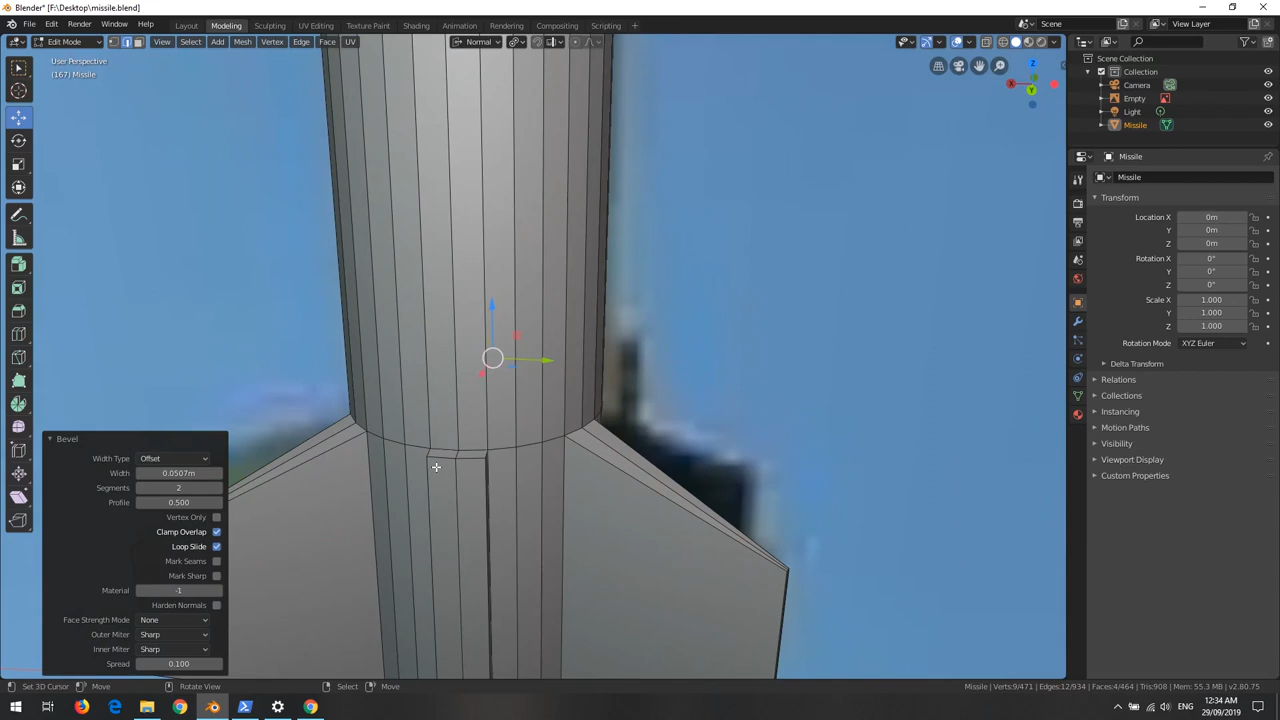 Blender* [F:\Desktop\missile.blend]
File Edit Render Window Help Layout Modeling Sculpting UV Editing Texture Paint Shading Animation Rendering Compositing Scripting + Scene View Layer
Edit Mode View Select Add Mesh Vertex Edge Face UV Normal
User Perspective
(167) Missile
Z
X
Y
Scene Collection
Collection
Camera
Empty
Light
Missile
Missile
Missile
Transform
Location X 0m
Y 0m
Z 0m
Rotation X 0°
Y 0°
Z 0°
Scale X 1.000
Y 1.000
Z 1.000
Rotation Mode XYZ Euler
Delta Transform
Relations
Collections
Instancing
Motion Paths
Visibility
Viewport Display
Custom Properties
Bevel
Width Type Offset
Width 0.0507m
Segments 2
Profile 0.500
Vertex Only
Clamp Overlap
Loop Slide
Mark Seams
Mark Sharp
Material -1
Harden Normals
Face Strength Mode None
Outer Miter Sharp
Inner Miter Sharp
Spread 0.100
Set 3D Cursor Move Rotate View Select Move Missile | Verts:9/471 | Edges:12/934 | Faces:4/464 | Tris:908 | Mem: 55.3 MB | v2.80.75
ENG 12:34 AM
29/09/2019